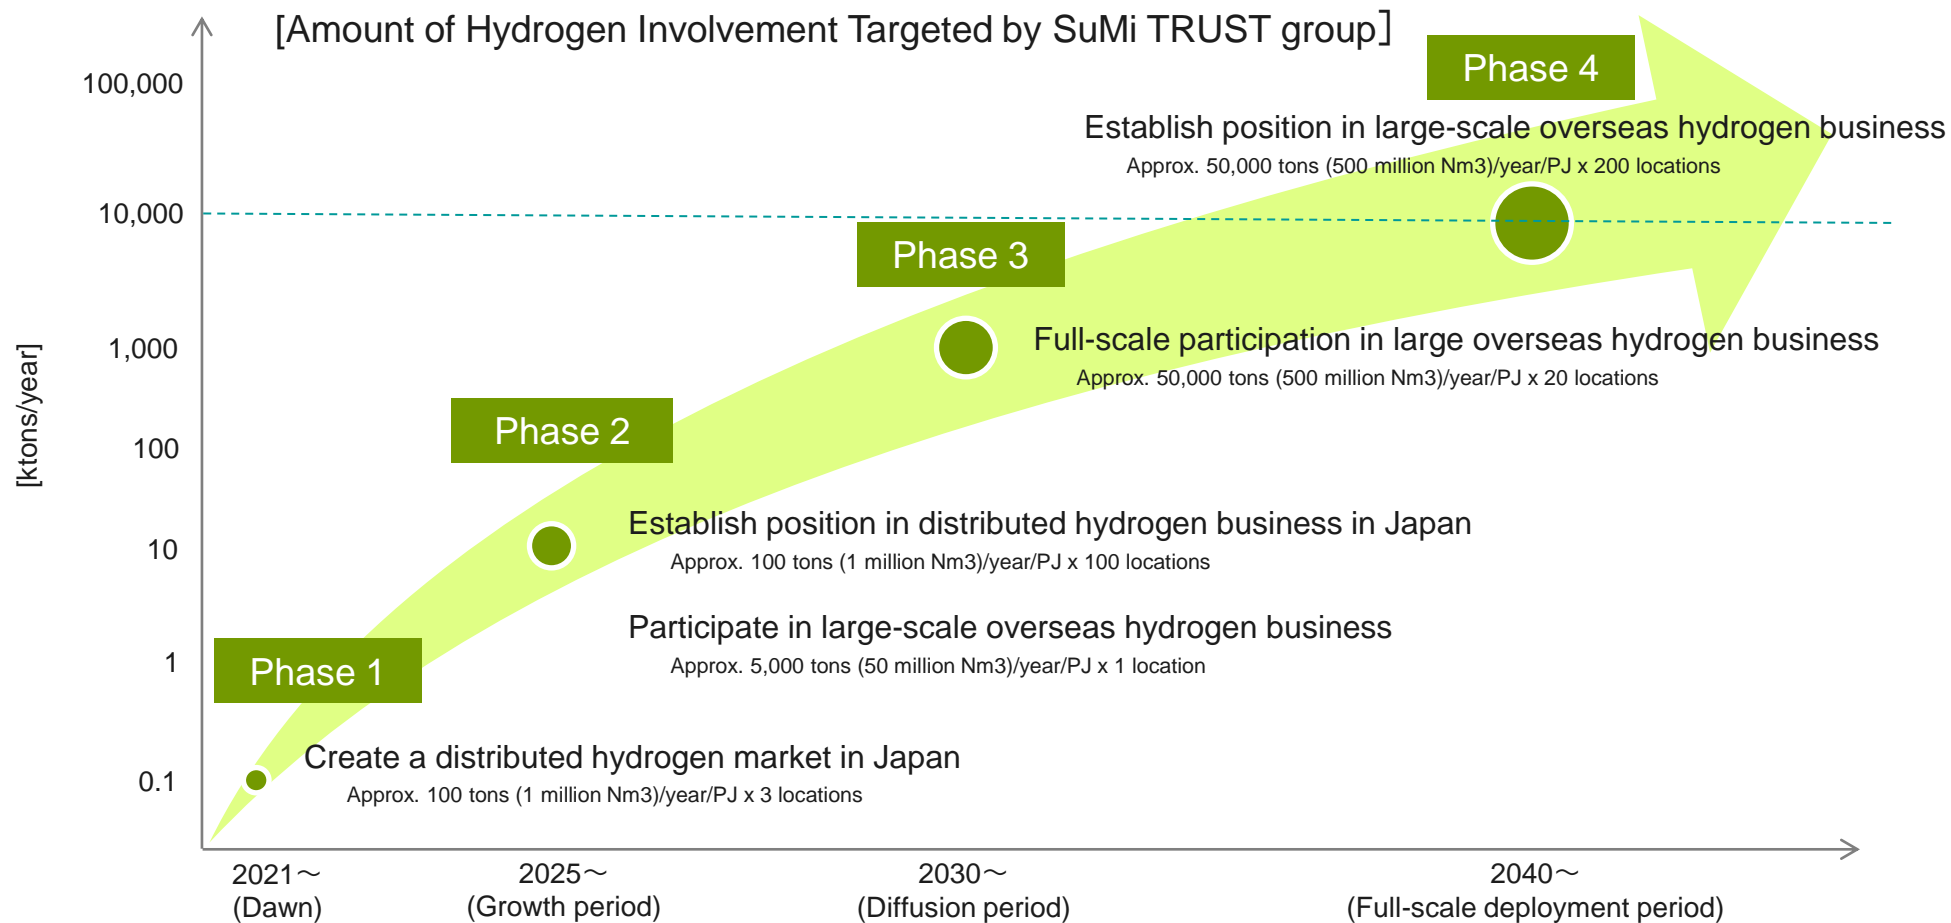 [Amount of Hydrogen Involvement Targeted by SuMi TRUST group]
[ktons/year]
100,000
10,000
1,000
100
10
1
0.1
Phase 4
Establish position in large-scale overseas hydrogen business
Approx. 50,000 tons (500 million Nm3)/year/PJ x 200 locations
Phase 3
Full-scale participation in large overseas hydrogen business
Approx. 50,000 tons (500 million Nm3)/year/PJ x 20 locations
Phase 2
Establish position in distributed hydrogen business in Japan
Approx. 100 tons (1 million Nm3)/year/PJ x 100 locations
Participate in large-scale overseas hydrogen business
Approx. 5,000 tons (50 million Nm3)/year/PJ x 1 location
Phase 1
Create a distributed hydrogen market in Japan
Approx. 100 tons (1 million Nm3)/year/PJ x 3 locations
2021～
(Dawn)
2025～
(Growth period)
2030～
(Diffusion period)
2040～
(Full-scale deployment period)